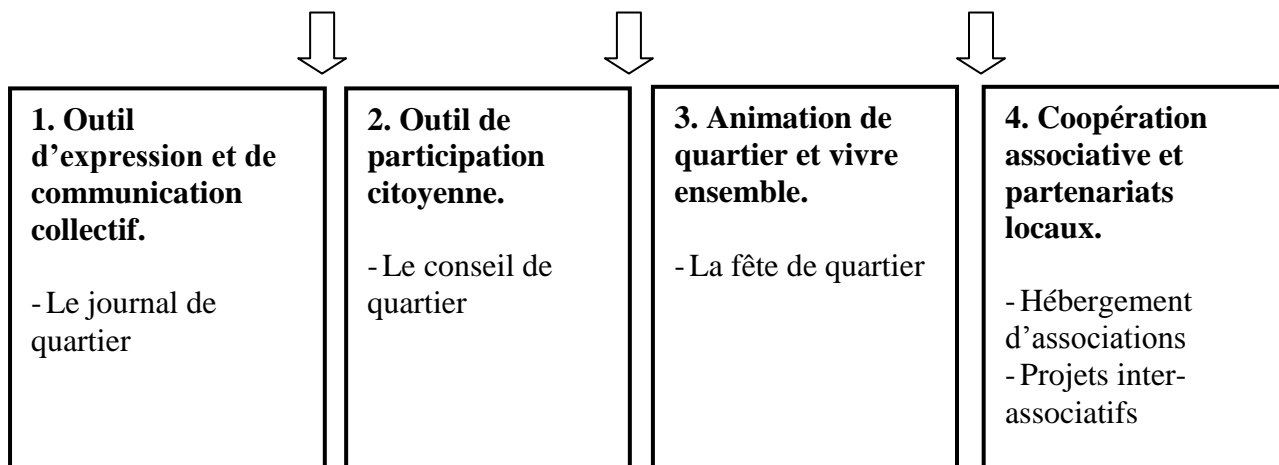 1. Outil
d’expression et de
communication
collectif.
- Le journal de
quartier
2. Outil de
participation
citoyenne.
- Le conseil de
quartier
3. Animation de
quartier et vivre
ensemble.
- La fête de quartier
4. Coopération
associative et
partenariats
locaux.
- Hébergement
d’associations
- Projets inter-
associatifs